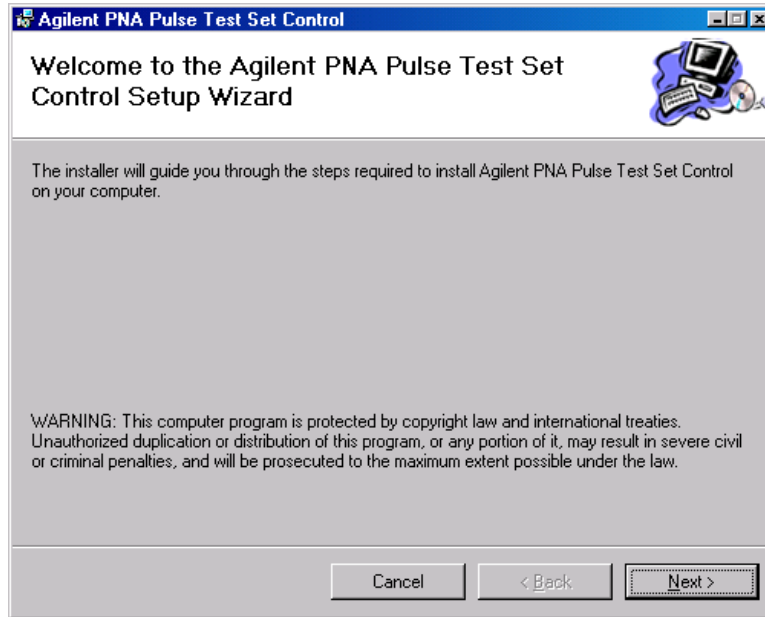 Agilent PNA Pulse Test Set Control
Welcome to the Agilent PNA Pulse Test Set
Control Setup Wizard
The installer will guide you through the steps required to install Agilent PNA Pulse Test Set Control
on your computer.
WARNING: This computer program is protected by copyright law and international treaties.
Unauthorized duplication or distribution of this program, or any portion of it, may result in severe civil
or criminal penalties, and will be prosecuted to the maximum extent possible under the law.
Cancel
< Back
Next >